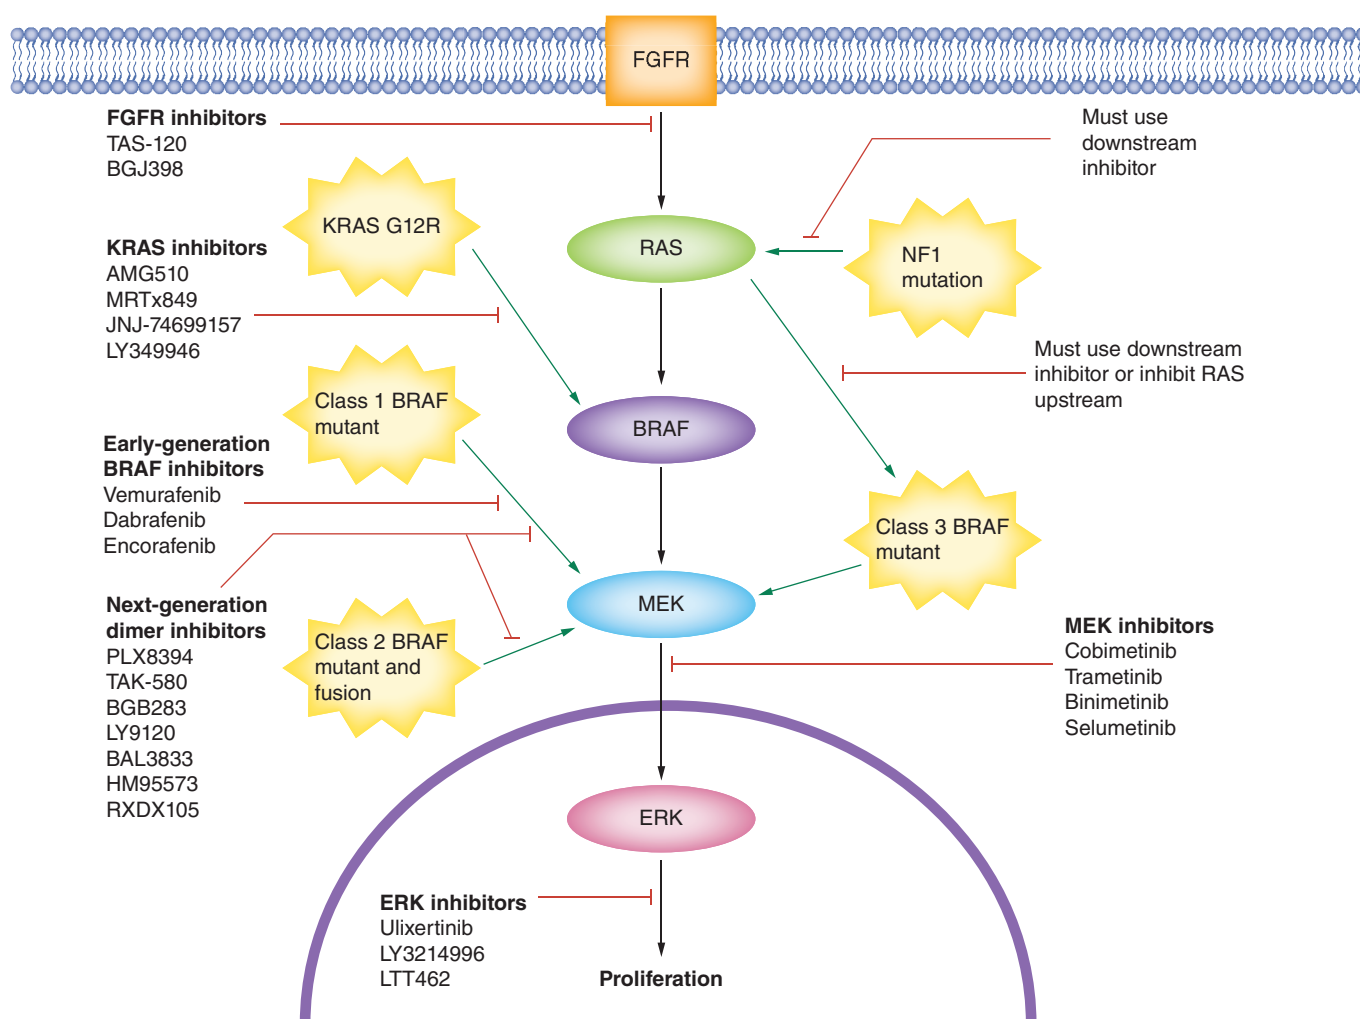 FGFR
FGFR inhibitors
TAS-120
BGJ398
Must use
downstream
inhibitor
KRAS G12R
RAS
NF1
mutation
KRAS inhibitors
AMG510
MRTx849
JNJ-74699157
LY349946
Must use downstream
inhibitor or inhibit RAS
upstream
Class 1 BRAF
mutant
BRAF
Early-generation
BRAF inhibitors
Vemurafenib
Dabrafenib
Encorafenib
Class 3 BRAF
mutant
MEK
Next-generation
dimer inhibitors
PLX8394
TAK-580
BGB283
LY9120
BAL3833
HM95573
RXDX105
Class 2 BRAF
mutant and
fusion
MEK inhibitors
Cobimetinib
Trametinib
Binimetinib
Selumetinib
ERK
ERK inhibitors
Ulixertinib
LY3214996
LTT462
Proliferation